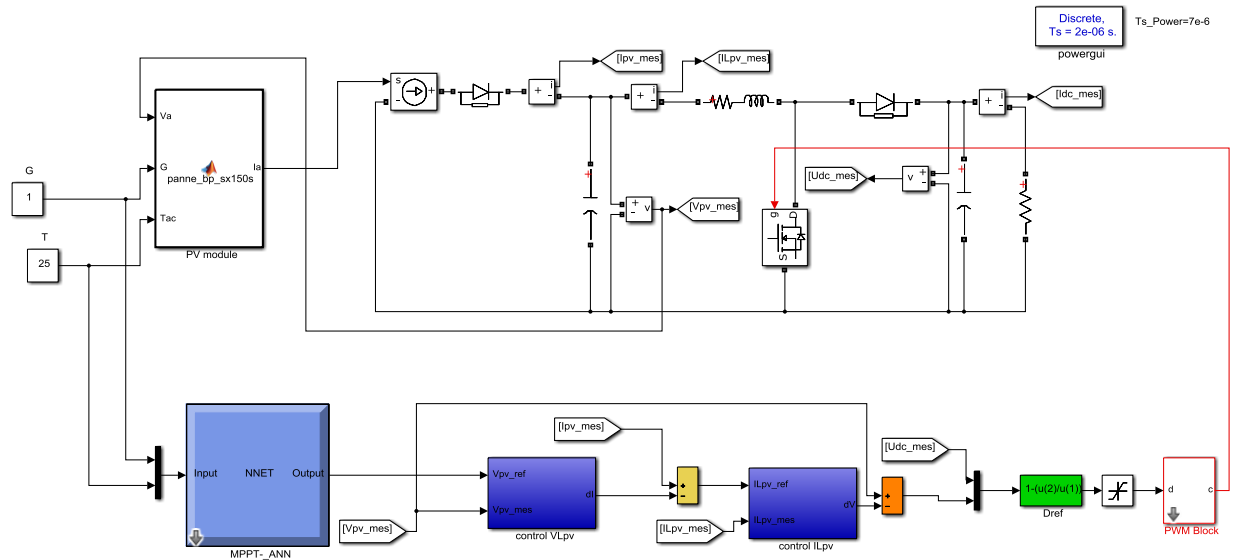 Discrete,
Ts = 2e-06 s.
powergui
Ts_Power=7e-6
[Ipv_mes]
[ILpv_mes]
[Idc_mes]
s
+
-
+
-
i
+
-
i
+
-
i
Va
G
Tac
Ia
panne_bp_sx150s
PV module
G
1
T
25
+
+
-
v
[Vpv_mes]
g
D
S
[Udc_mes]
v
+
-
+
+
Input
NNET
Output
MPPT-_ANN
[Vpv_mes]
Vpv_ref
Vpv_mes
dI
control VLpv
[Ipv_mes]
+
-
[ILpv_mes]
ILpv_ref
ILpv_mes
dV
control ILpv
+
-
[Udc_mes]
1-(u(2)/u(1))
Dref
d
c
PWM Block